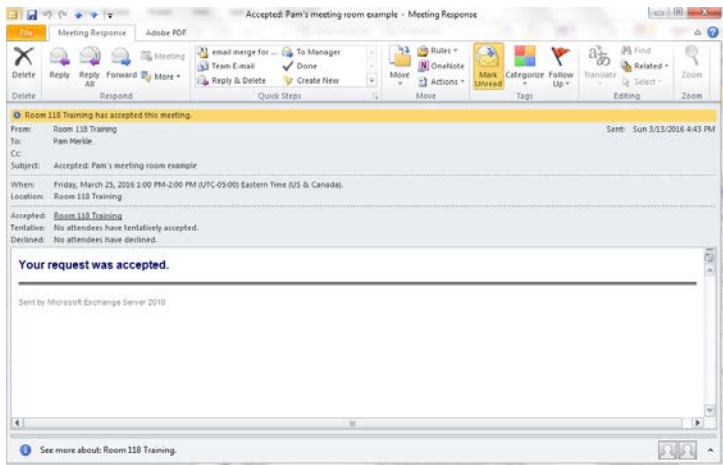 Accepted: Pam's meeting room example - Meeting Response
File Meeting Response Adobe PDF
Delete
Reply
Reply All
Forward
Meeting
More
email merge for ...
Team E-mail
Reply & Delete
To Manager
Done
Create New
Move
Rules
OneNote
Actions
Mark Unread
Categorize
Follow Up
Translate
Find
Related
Select
Zoom
Delete Respond Quick Steps Move Tags Editing Zoom
Room 118 Training has accepted this meeting.
From: Room 118 Training Sent: Sun 3/13/2016 4:43 PM
To: Pam Merkle
Cc:
Subject: Accepted: Pam's meeting room example
When: Friday, March 25, 2016 1:00 PM-2:00 PM (UTC-05:00) Eastern Time (US & Canada).
Location: Room 118 Training
Accepted: Room 118 Training
Tentative: No attendees have tentatively accepted.
Declined: No attendees have declined.
Your request was accepted.
Sent by Microsoft Exchange Server 2010
See more about: Room 118 Training.